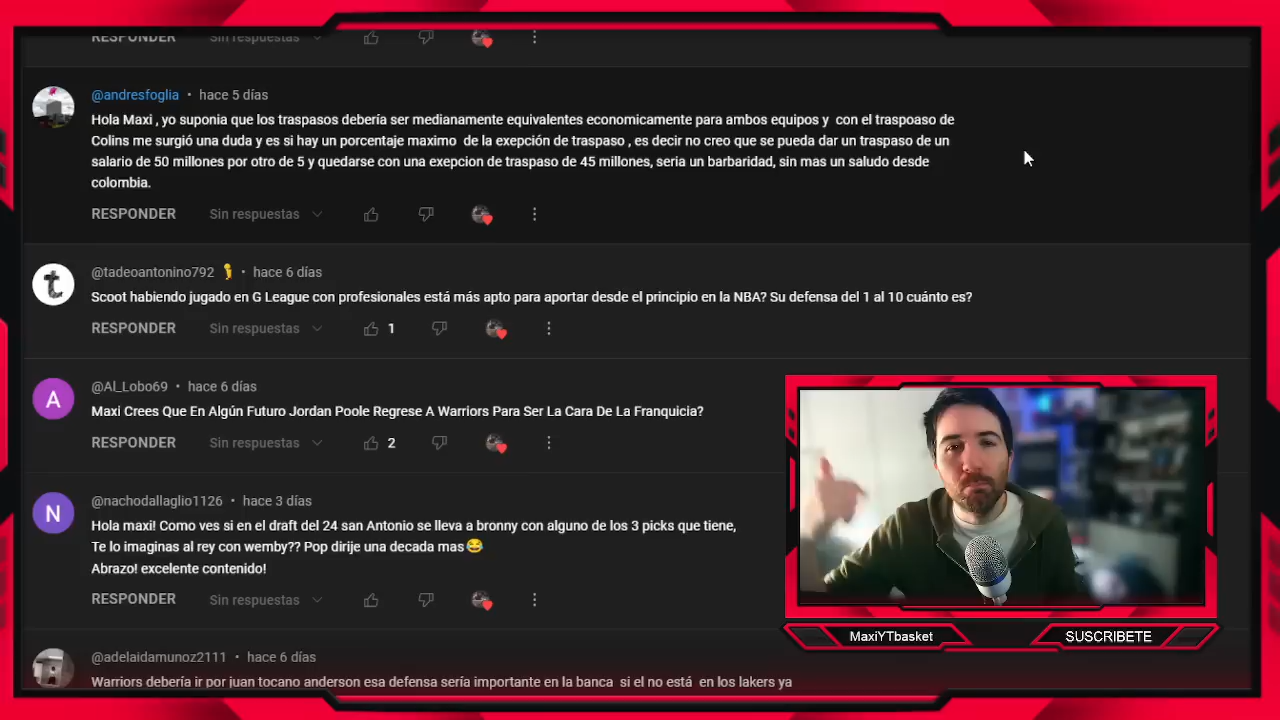 RESPONDER Sin respuestas
@andresfoglia • hace 5 días
Hola Maxi , yo suponia que los traspasos debería ser medianamente equivalentes economicamente para ambos equipos y con el traspoaso de
Colins me surgió una duda y es si hay un porcentaje maximo de la exepción de traspaso , es decir no creo que se pueda dar un traspaso de un
salario de 50 millones por otro de 5 y quedarse con una exepcion de traspaso de 45 millones, seria un barbaridad, sin mas un saludo desde
colombia.
RESPONDER Sin respuestas
@tadeoantonino792 • hace 6 días
Scoot habiendo jugado en G League con profesionales está más apto para aportar desde el principio en la NBA? Su defensa del 1 al 10 cuánto es?
RESPONDER Sin respuestas 1
@Al_Lobo69 • hace 6 días
Maxi Crees Que En Algún Futuro Jordan Poole Regrese A Warriors Para Ser La Cara De La Franquicia?
RESPONDER Sin respuestas 2
@nachodallaglio1126 • hace 3 días
Hola maxi! Como ves si en el draft del 24 san Antonio se lleva a bronny con alguno de los 3 picks que tiene,
Te lo imaginas al rey con wemby?? Pop dirije una decada mas😂
Abrazo! excelente contenido!
RESPONDER Sin respuestas
@adelaidamunoz2111 • hace 6 días
Warriors debería ir por juan tocano anderson esa defensa sería importante en la banca si el no está en los lakers ya
MaxiYTbasket
SUSCRIBETE
A
N
t